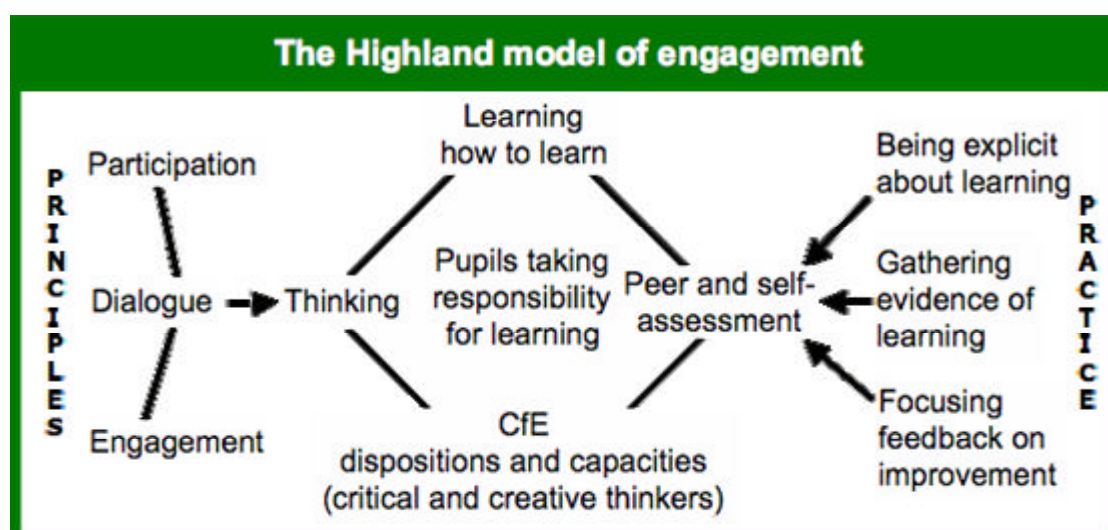 The Highland model of engagement
PRINCIPLES
Participation
Dialogue
Engagement
Thinking
Learning
how to learn
Pupils taking
responsibility
for learning
CfE
dispositions and capacities
(critical and creative thinkers)
Peer and self-
assessment
Being explicit
about learning
Gathering
evidence of
learning
Focusing
feedback on
improvement
PRACTICE